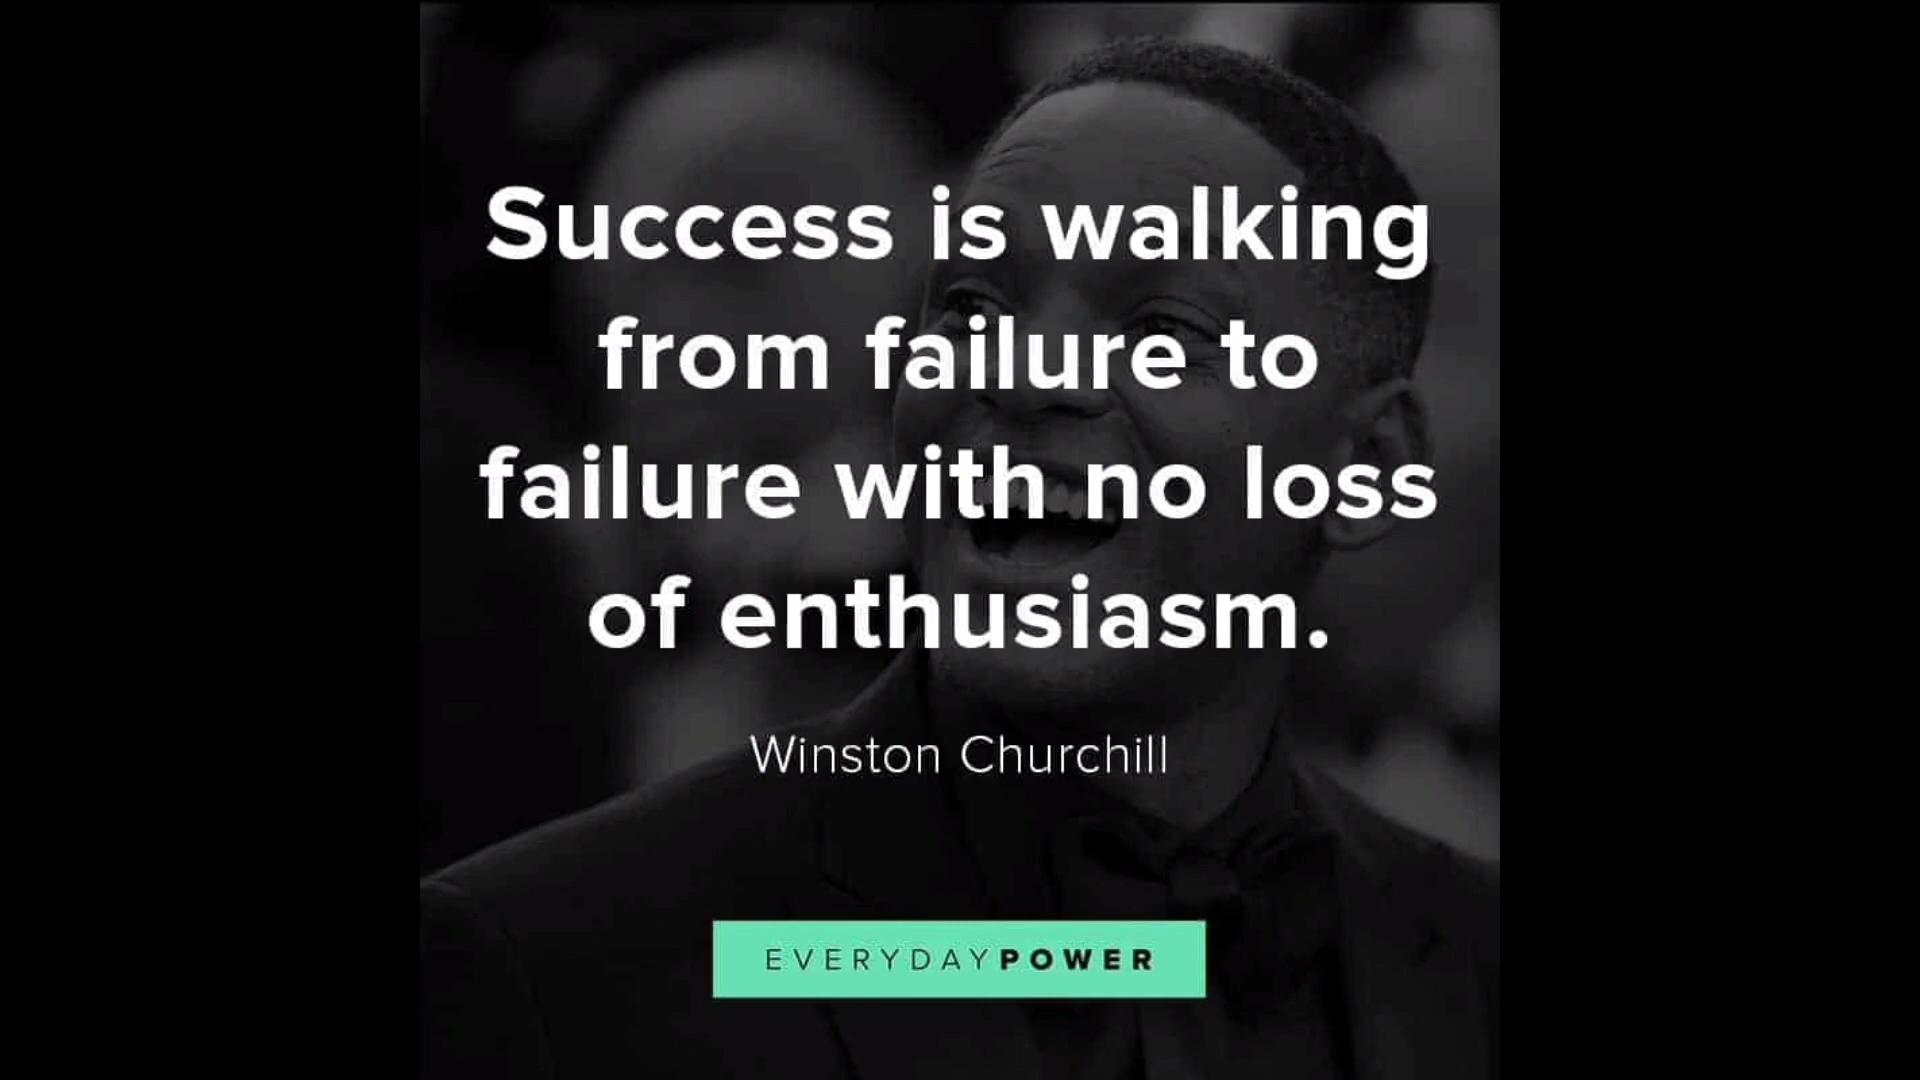 Success is walking
from failure to
failure with no loss
of enthusiasm.
Winston Churchill
EVERYDAYPOWER